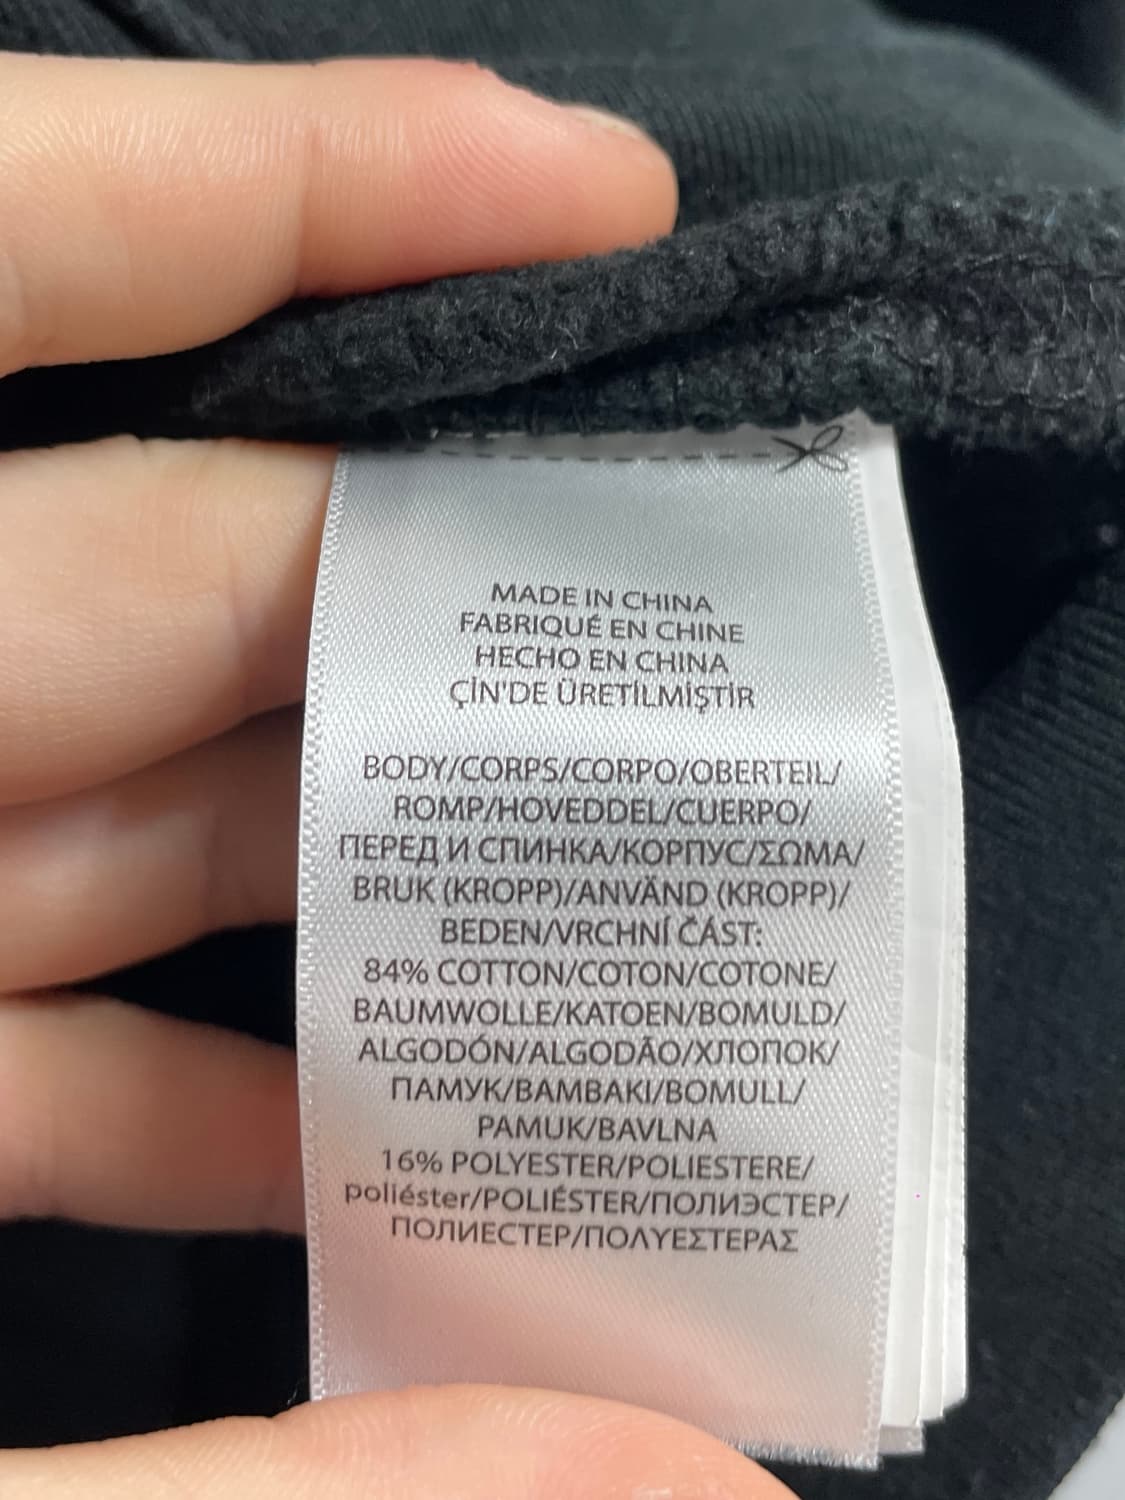 MADE IN CHINA
FABRIQUÉ EN CHINE
HECHO EN CHINA
ÇİN'DE ÜRETİLMİŞTİR
BODY/CORPS/CORPO/OBERTEIL/
ROMP/HOVEDDEL/CUERPO/
ПЕРЕД И СПИНКА/КОРПУС/ΣΩΜΑ/
BRUK (KROPP)/ANVÄND (KROPP)/
BEDEN/VRCHNÍ ČÁST:
84% COTTON/COTON/COTONE/
BAUMWOLLE/KATOEN/BOMULD/
ALGODÓN/ALGODÃO/ХЛОПОК/
ПАМУК/ΒΑΜΒΑΚΙ/BOMULL/
PAMUK/BAVLNA
16% POLYESTER/POLIESTERE/
poliéster/POLIÉSTER/ПОЛИЭСТЕР/
ПОЛИЕСТЕР/ΠΟΛΥΕΣΤΕΡΑΣ